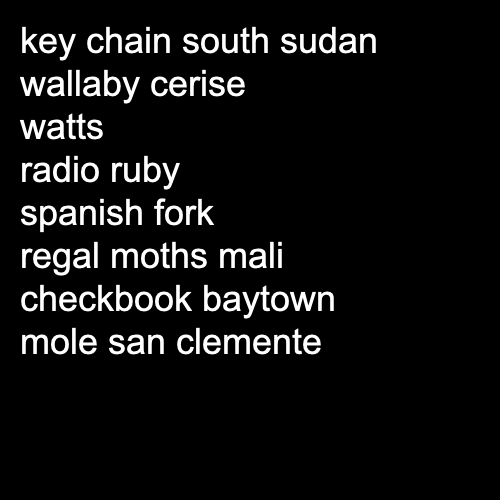 key chain south sudan
wallaby cerise
watts
radio ruby
spanish fork
regal moths mali
checkbook baytown
mole san clemente